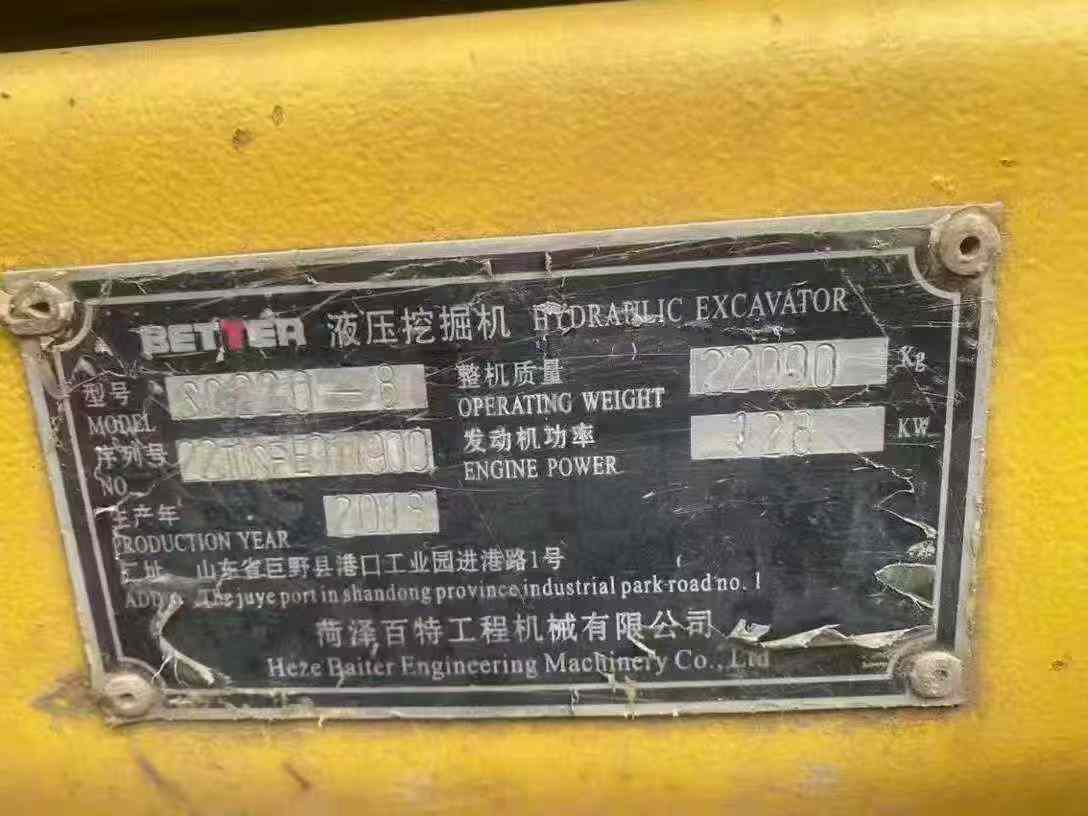 BETTER 液压挖掘机 HYDRAULIC EXCAVATOR
型号 整机质量 Kg
MODEL OPERATING WEIGHT
序列号 发动机功率 KW
NO. ENGINE POWER
生产年 2018
PRODUCTION YEAR
厂址 山东省巨野县港口工业园进港路1号
ADD The juye port in shandong province industrial park road no. 1
菏泽百特工程机械有限公司
Heze Baiter Engineering Machinery Co., Ltd